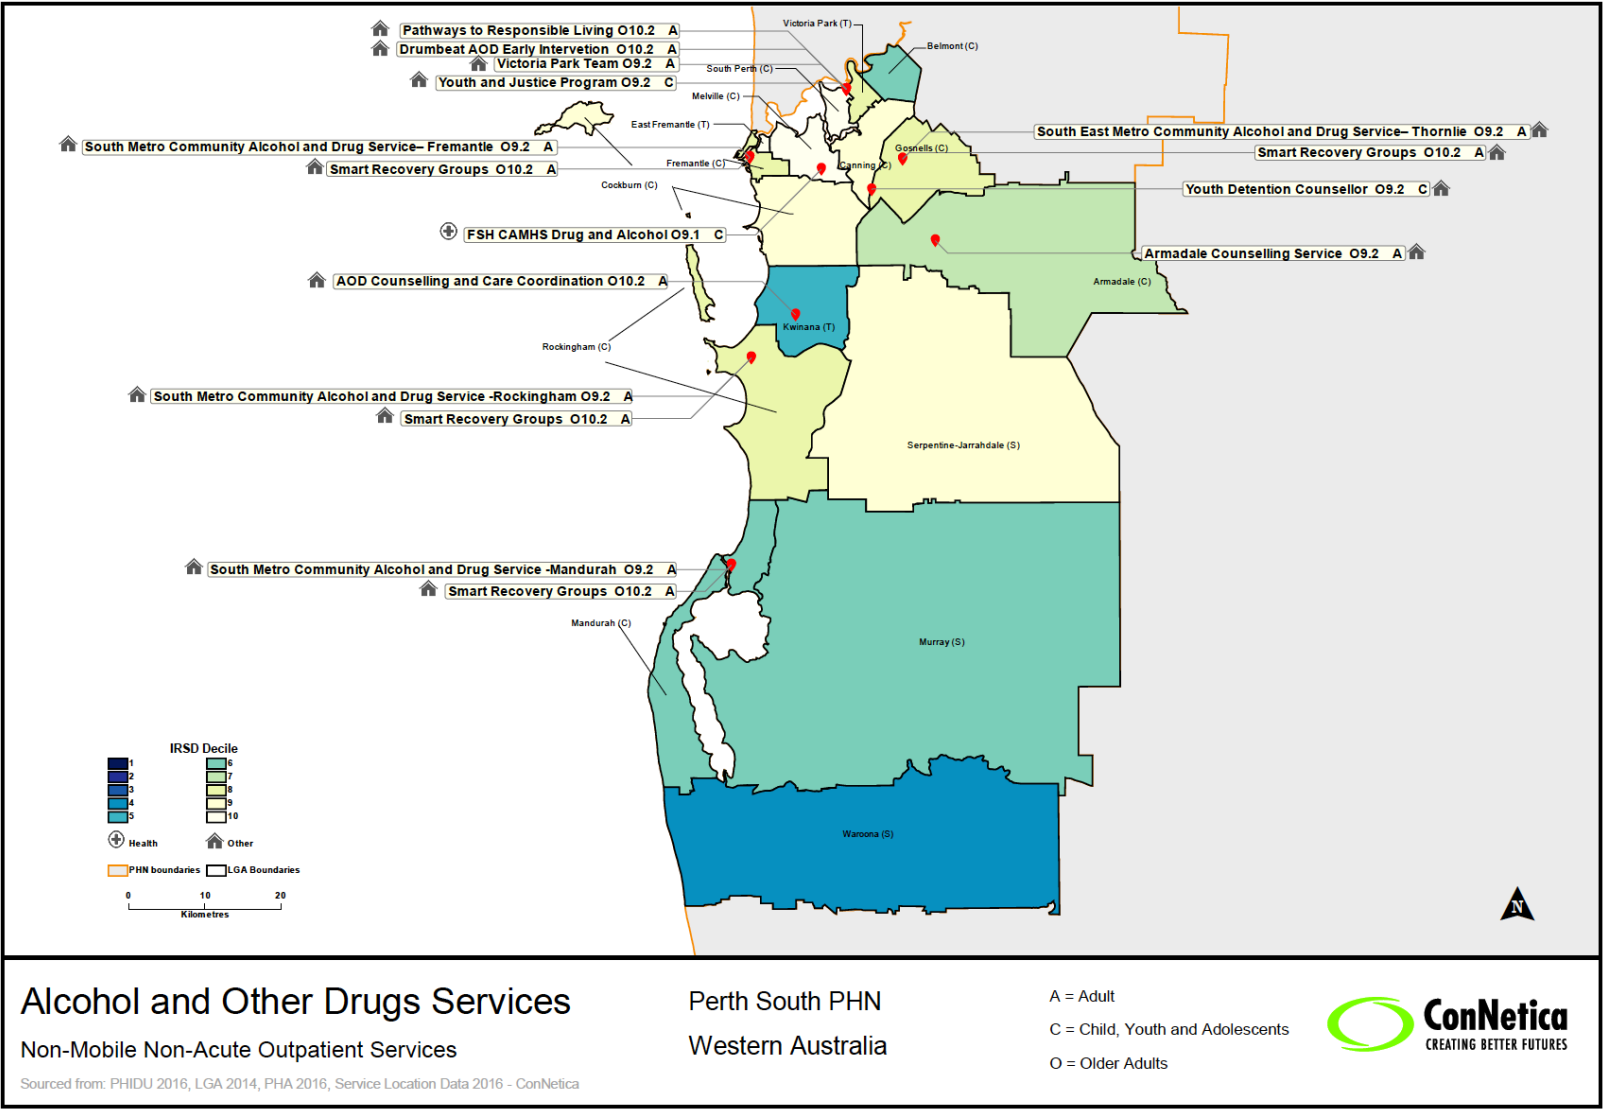 Pathways to Responsible Living O10.2 A
Drumbeat AOD Early Intervetion O10.2 A
Victoria Park Team O9.2 A
Youth and Justice Program O9.2 C
Victoria Park (T)
Belmont (C)
South Perth (C)
Melville (C)
East Fremantle (T)
South Metro Community Alcohol and Drug Service– Fremantle O9.2 A
Smart Recovery Groups O10.2 A
Fremantle (C)
Cockburn (C)
Canning (C)
Gosnells (C)
South East Metro Community Alcohol and Drug Service– Thornlie O9.2 A
Smart Recovery Groups O10.2 A
Youth Detention Counsellor O9.2 C
FSH CAMHS Drug and Alcohol O9.1 C
Armadale Counselling Service O9.2 A
Armadale (C)
AOD Counselling and Care Coordination O10.2 A
Kwinana (T)
Rockingham (C)
South Metro Community Alcohol and Drug Service -Rockingham O9.2 A
Smart Recovery Groups O10.2 A
Serpentine-Jarrahdale (S)
South Metro Community Alcohol and Drug Service -Mandurah O9.2 A
Smart Recovery Groups O10.2 A
Mandurah (C)
Murray (S)
Waroona (S)
IRSD Decile
1 6
2 7
3 8
4 9
5 10
Health Other
PHN boundaries LGA Boundaries
0 10 20
Kilometres
N
Alcohol and Other Drugs Services
Non-Mobile Non-Acute Outpatient Services
Sourced from: PHIDU 2016, LGA 2014, PHA 2016, Service Location Data 2016 - ConNetica
Perth South PHN
Western Australia
A = Adult
C = Child, Youth and Adolescents
O = Older Adults
ConNetica
CREATING BETTER FUTURES